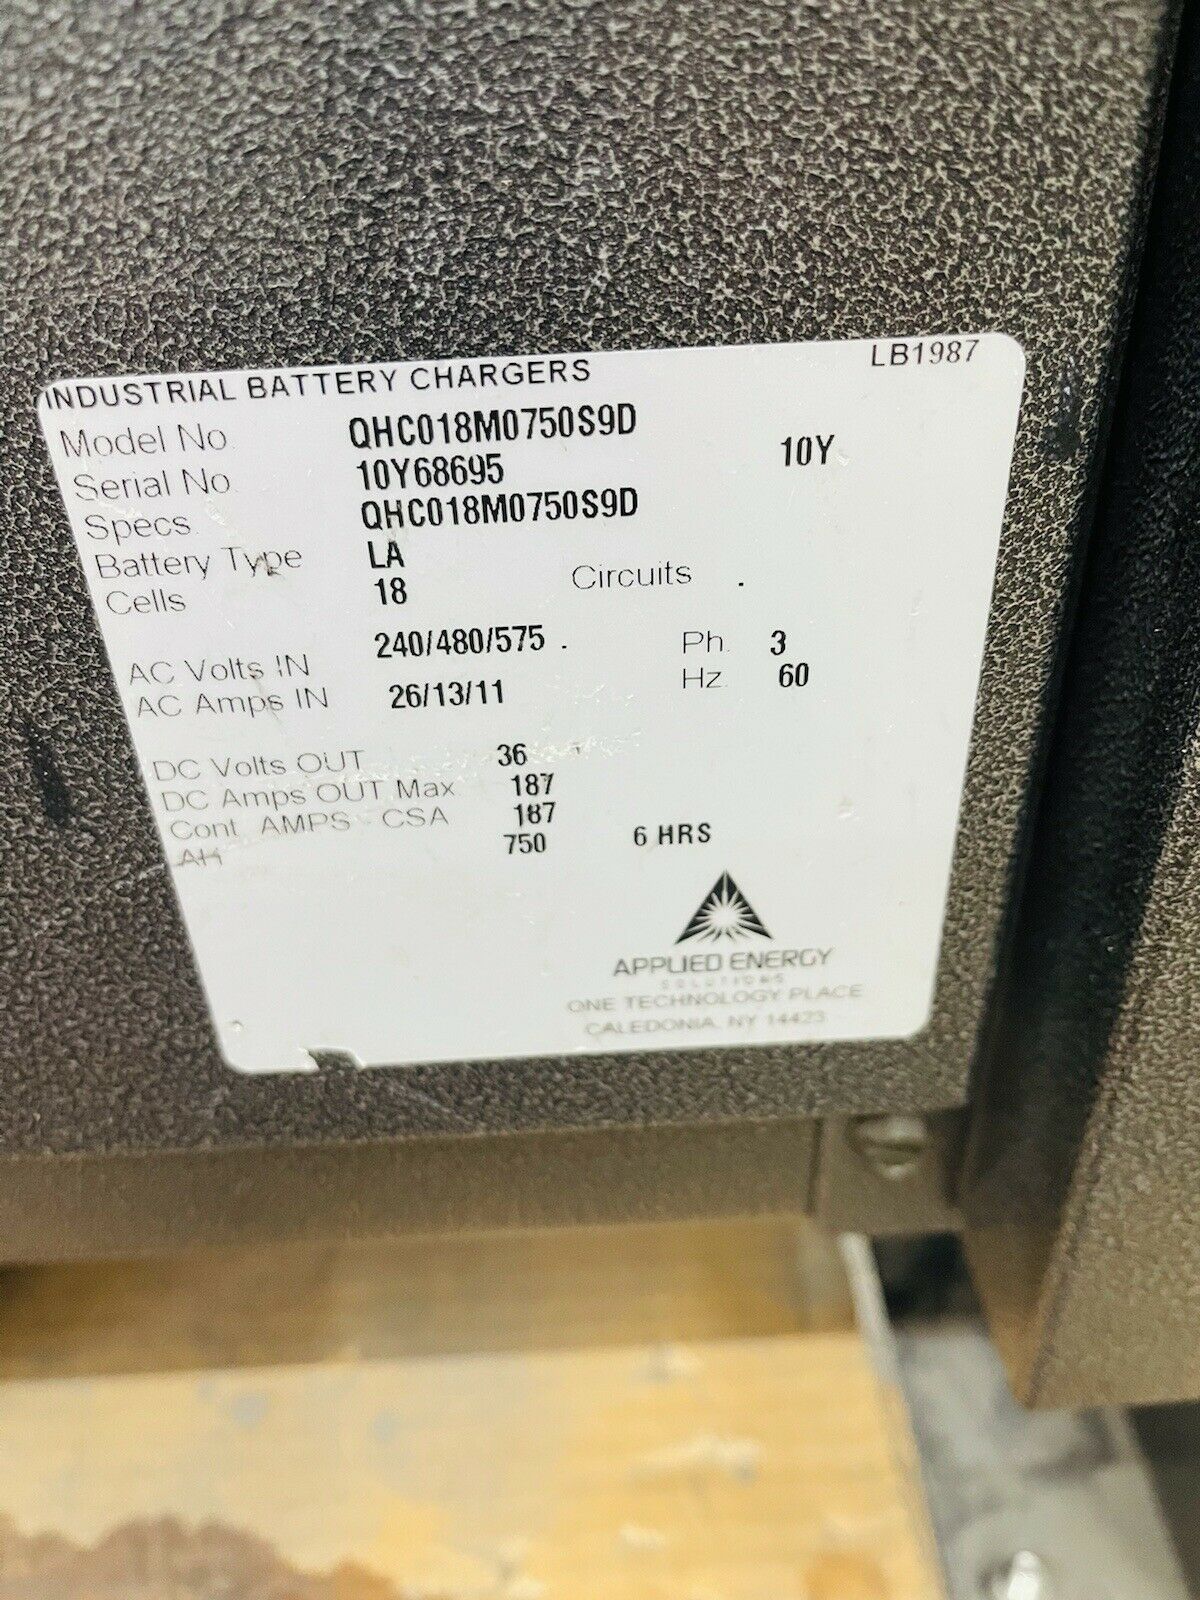 INDUSTRIAL BATTERY CHARGERS LB1987
Model No. QHC018M0750S9D
Serial No. 10Y68695 10Y
Specs. QHC018M0750S9D
Battery Type LA
Cells 18 Circuits .
AC Volts IN 240/480/575 . Ph. 3
AC Amps IN 26/13/11 Hz. 60
DC Volts OUT 36
DC Amps OUT Max 187
Cont. AMPS - CSA 187
AH 750 6 HRS
APPLIED ENERGY
SOLUTIONS
ONE TECHNOLOGY PLACE
CALEDONIA, NY 14423